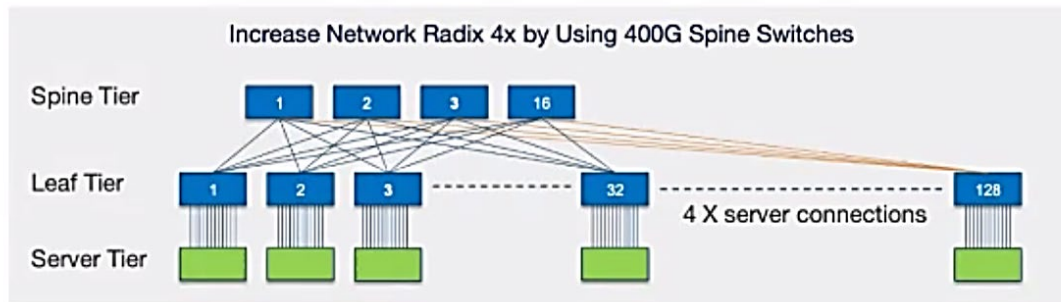 Increase Network Radix 4x by Using 400G Spine Switches
Spine Tier
1 2 3 16
Leaf Tier
1 2 3 32 128
4 X server connections
Server Tier